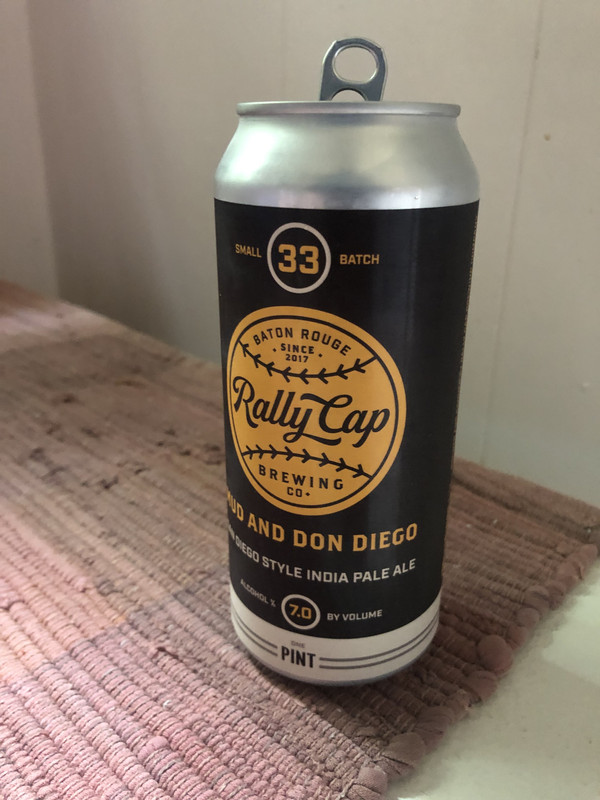 SMALL 33 BATCH
BATON ROUGE
• SINCE •
2017
Rally Cap
BREWING
CO•
AND DON DIEGO
DIEGO STYLE INDIA PALE ALE
ALCOHOL % 7.0 BY VOLUME
ONE
PINT